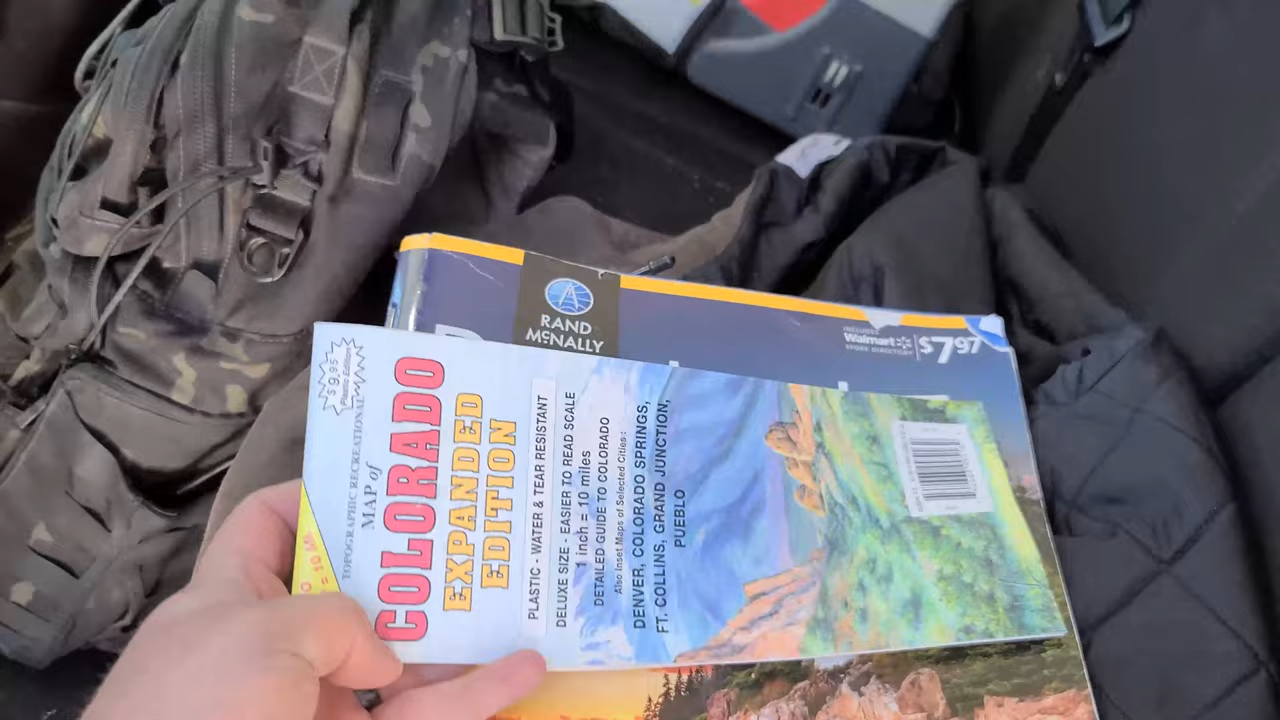 RAND
MCNALLY
INCLUDES
Walmart
STORE DIRECTORY
$7.97
$9.95
Plastic Edition
TOPOGRAPHIC RECREATIONAL
MAP of
COLORADO
EXPANDED
EDITION
PLASTIC - WATER & TEAR RESISTANT
DELUXE SIZE - EASIER TO READ SCALE
1 inch = 10 miles
DETAILED GUIDE TO COLORADO
Also Inset Maps of Selected Cities:
DENVER, COLORADO SPRINGS,
FT. COLLINS, GRAND JUNCTION,
PUEBLO